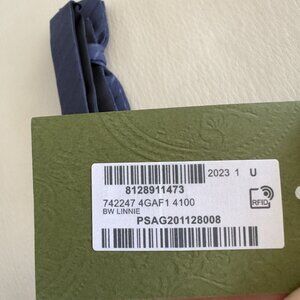 2023 1 U
8128911473
742247 4GAF1 4100
BW LINNIE
RFID
PSAG201128008